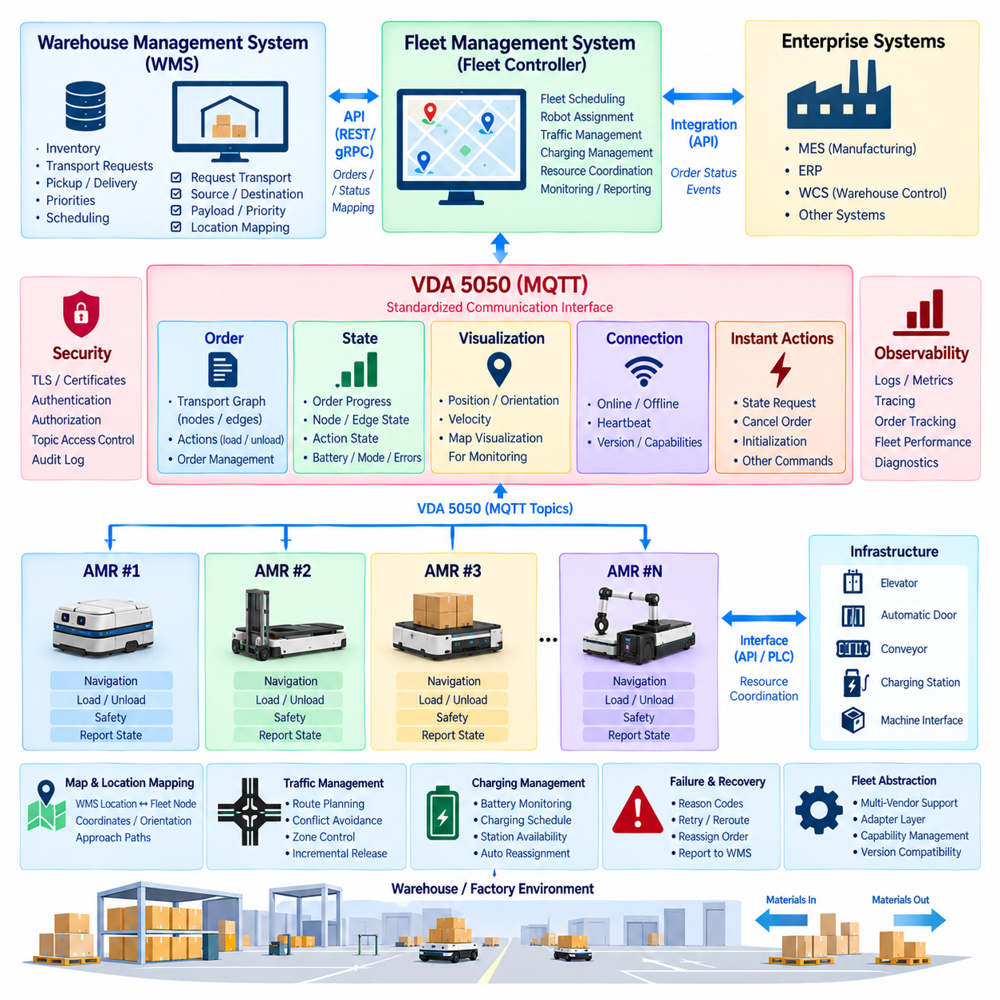 Warehouse Management System
(WMS)
· Inventory
• Transport Requests
• Pickup / Delivery
• Priorities
• Scheduling
Request Transport
Source / Destination
Payload / Priority
Location Mapping
API
(REST/
gRPC)
Orders /
/ Status
Mapping
Fleet Management System
(Fleet Controller)
Fleet Scheduling
Robot Assignment
Traffic Management
Charging Management
Resource Coordination
Monitoring / Reporting
Integration
(API)
Order Status
Events
Enterprise Systems
• MES (Manufacturing)
• ERP
• WCS (Warehouse Control)
• Other Systems
Security
TLS / Certificates
Authentication
Authorization
Topic Access Control
Audit Log
VDA 5050 (MQTT)
Standardized Communication Interface
Order
• Transport Graph
(nodes / edges)
• Actions (load / unload)
• Order Management
State
• Order Progress
• Node / Edge State
• Action State
• Battery / Mode / Errors
Visualization
• Position / Orientation
• Velocity
• Map Visualization
For Monitoring
Connection
• Online / Offline
• Heartbeat
• Version / Capabilities
Instant Actions
• State Request
• Cancel Order
• Initialization
• Other Commands
Observability
Logs / Metrics
Tracing
Order Tracking
Fleet Performance
Diagnostics
VDA 5050 (MQTT Topics)
AMR #1
Navigation
Load / Unload
Safety
Report State
AMR #2
Navigation
Load / Unload
Safety
Report State
AMR #3
Navigation
Load / Unload
Safety
Report State
...
AMR #N
Navigation
Load / Unload
Safety
Report State
Interface
(API / PLC)
Resource
Coordination
Infrastructure
Elevator
Automatic Door
Conveyor
Charging Station
Machine Interface
Map & Location Mapping
WMS Location ↔ Fleet Node
Coordinates / Orientation
Approach Paths
Traffic Management
• Route Planning
• Conflict Avoidance
• Zone Control
• Incremental Release
Charging Management
• Battery Monitoring
• Charging Schedule
• Station Availability
• Auto Reassignment
Failure & Recovery
• Reason Codes
• Retry / Reroute
• Reassign Order
• Report to WMS
Fleet Abstraction
• Multi-Vendor Support
• Adapter Layer
• Capability Management
• Version Compatibility
Warehouse / Factory Environment
Materials In
Materials Out